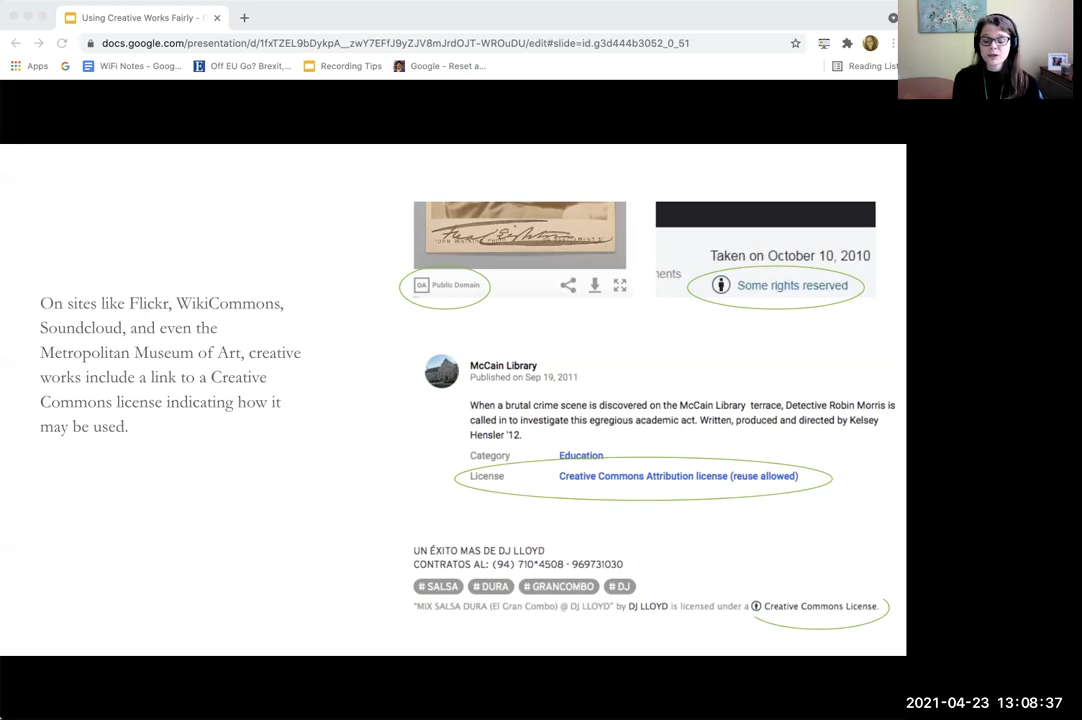 Using Creative Works Fairly - G
docs.google.com/presentation/d/1fxTZEL9bDykpA__zwY7EFfJ9yZJV8mJrdOJT-WROuDU/edit#slide=id.g3d444b3052_0_51
Apps
WiFi Notes - Goog...
Off EU Go? Brexit,...
Recording Tips
Google - Reset a...
Reading List
On sites like Flickr, WikiCommons,
Soundcloud, and even the
Metropolitan Museum of Art, creative
works include a link to a Creative
Commons license indicating how it
may be used.
OA Public Domain
Taken on October 10, 2010
ments
Some rights reserved
McCain Library
Published on Sep 19, 2011
When a brutal crime scene is discovered on the McCain Library terrace, Detective Robin Morris is
called in to investigate this egregious academic act. Written, produced and directed by Kelsey
Hensler '12.
Category Education
License Creative Commons Attribution license (reuse allowed)
UN ÉXITO MAS DE DJ LLOYD
CONTRATOS AL: (94) 710*4508 - 969731030
# SALSA # DURA # GRANCOMBO # DJ
"MIX SALSA DURA (El Gran Combo) @ DJ LLOYD" by DJ LLOYD is licensed under a Creative Commons License.
2021-04-23 13:08:37